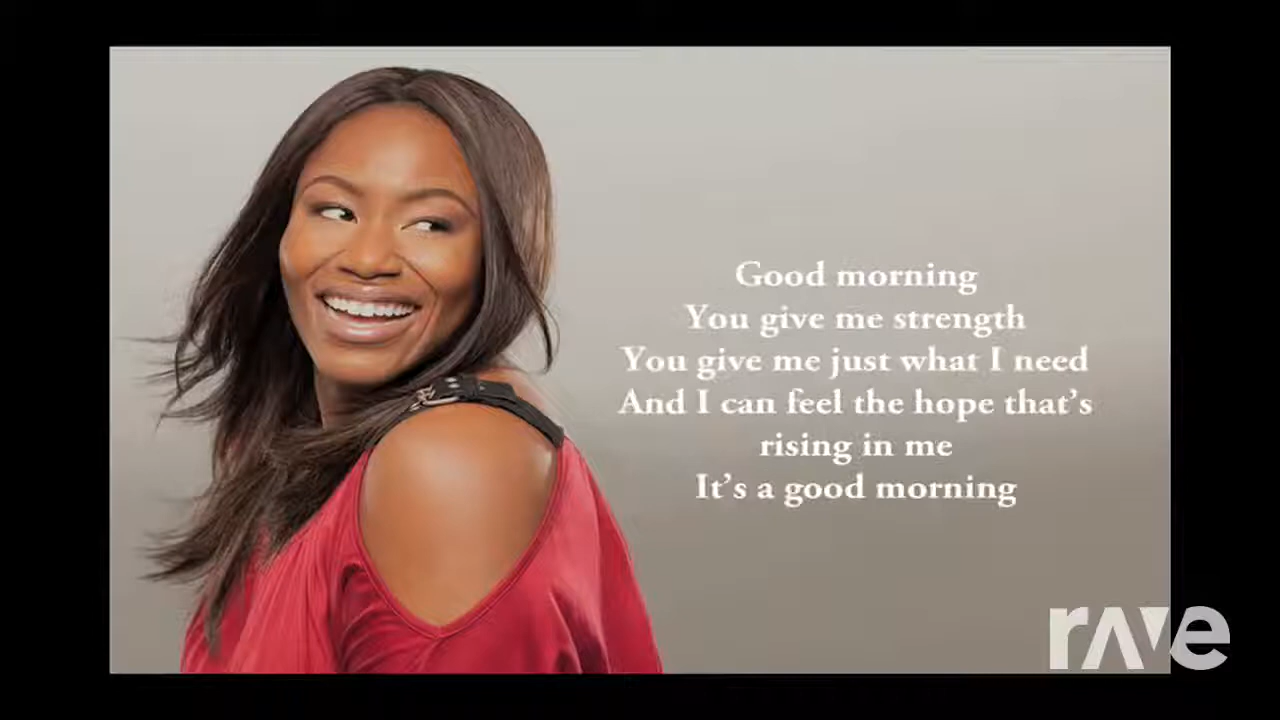 Good morning
You give me strength
You give me just what I need
And I can feel the hope that’s
rising in me
It’s a good morning
rave